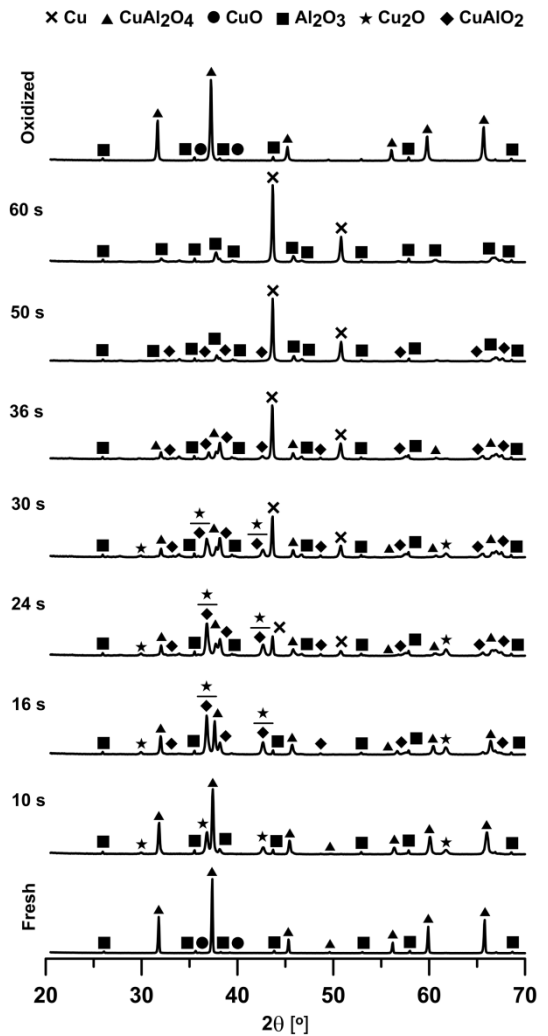 × Cu ▲ CuAl₂O₄ ● CuO ■ Al₂O₃ ★ Cu₂O ◆ CuAlO₂
Oxidized
60 s
50 s
36 s
30 s
24 s
16 s
10 s
Fresh
20 30 40 50 60 70
2θ [º]